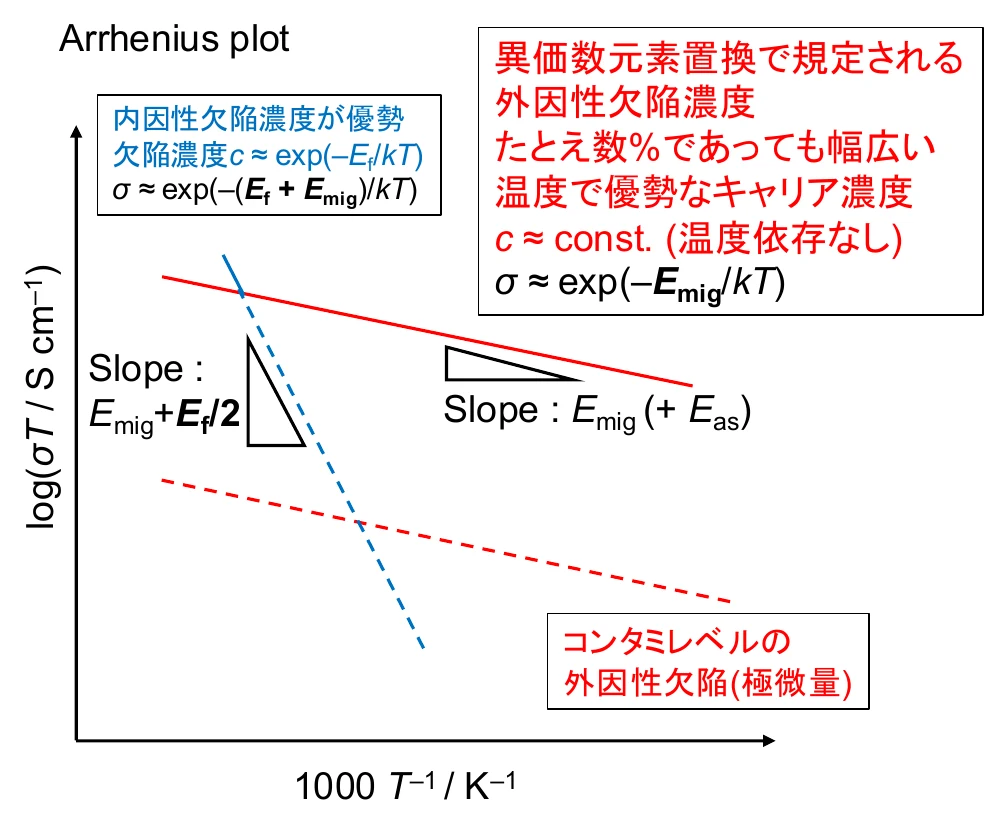 Arrhenius plot
内因性欠陥濃度が優勢
欠陥濃度c ≈ exp(–Ef/kT)
σ ≈ exp(–(Ef + Emig)/kT)
異価数元素置換で規定される
外因性欠陥濃度
たとえ数%であっても幅広い
温度で優勢なキャリア濃度
c ≈ const. (温度依存なし)
σ ≈ exp(–Emig/kT)
log(σT / S cm⁻¹)
Slope :
Emig+Ef/2
Slope : Emig (+ Eas)
コンタミレベルの
外因性欠陥(極微量)
1000 T⁻¹ / K⁻¹